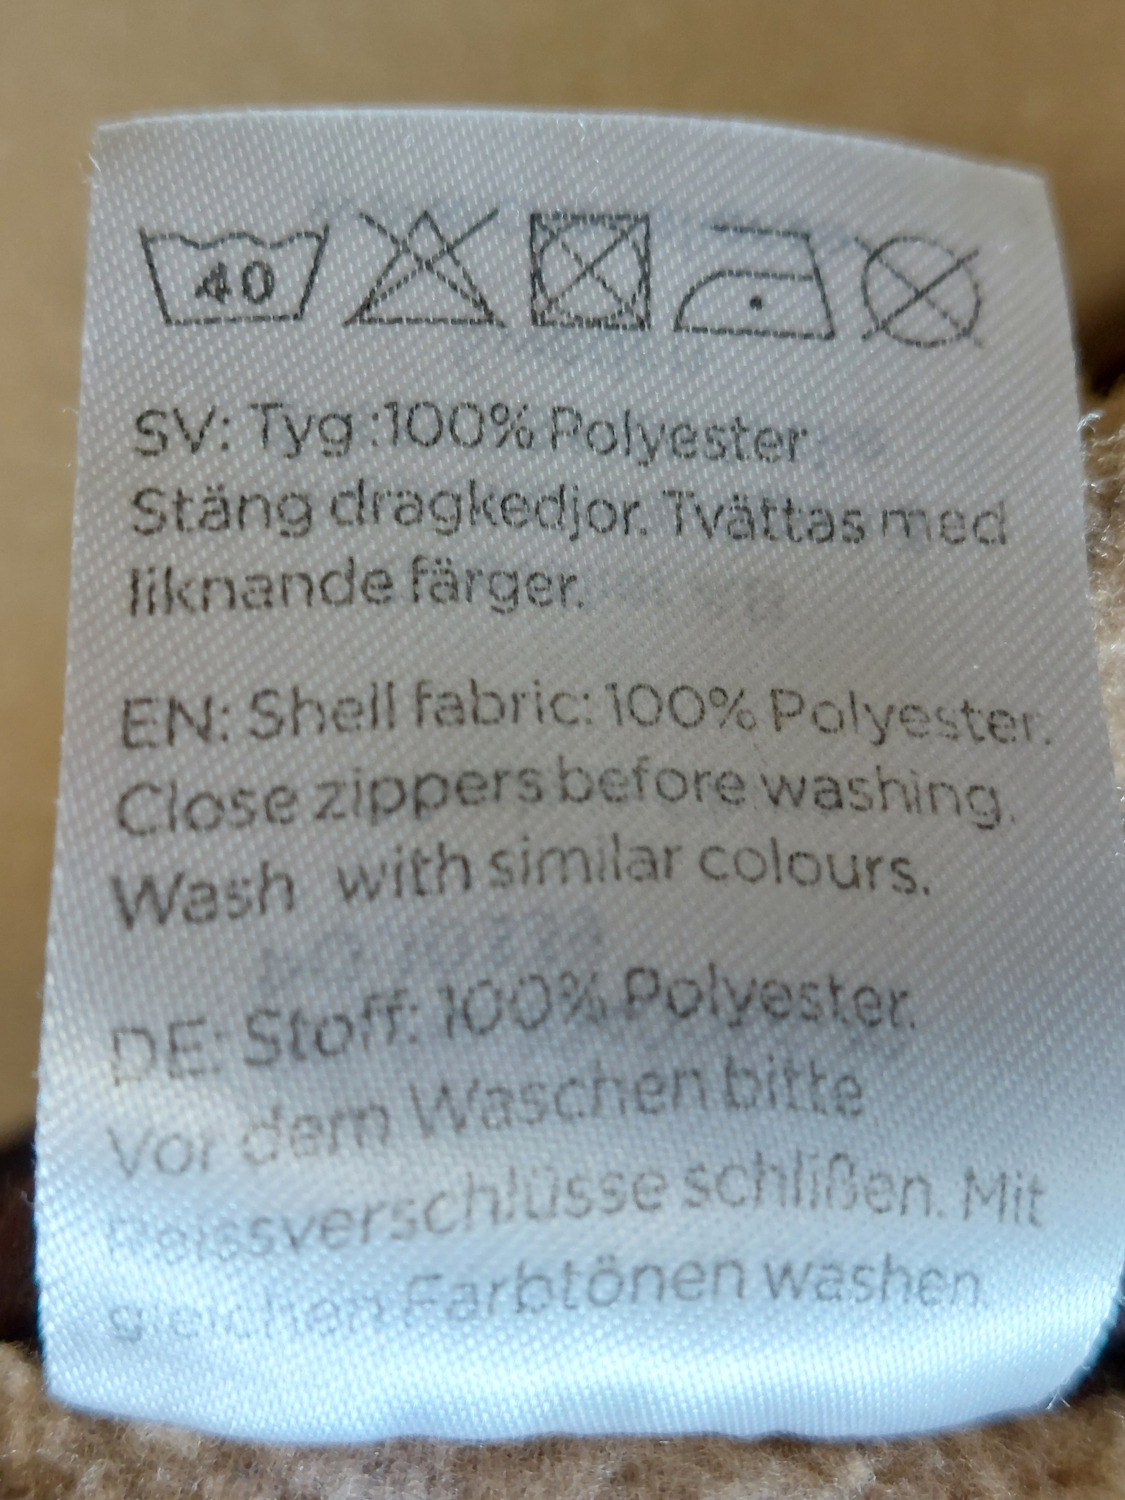 40
SV: Tyg :100% Polyester
Stäng dragkedjor. Tvättas med
liknande färger.
EN: Shell fabric: 100% Polyester.
Close zippers before washing.
Wash with similar colours.
DE: Stoff: 100% Polyester.
Vor dem Waschen bitte
Reissverschlüsse schlißen. Mit
gleichen Farbtönen washen.